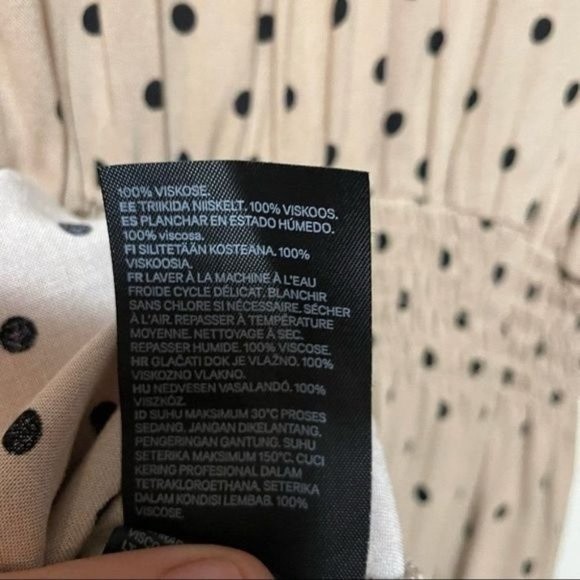 100% VISKOSE.
EE TRIIKIDA NIISKELT. 100% VISKOOS.
ES PLANCHAR EN ESTADO HÚMEDO.
100% viscosa.
FI SILITETÄÄN KOSTEANA. 100%
VISKOOSIA.
FR LAVER À LA MACHINE À L'EAU
FROIDE CYCLE DÉLICAT. BLANCHIR
SANS CHLORE SI NÉCESSAIRE. SÉCHER
À L'AIR. REPASSER À TEMPÉRATURE
MOYENNE. NETTOYAGE À SEC.
REPASSER HUMIDE. 100% VISCOSE.
HR GLAČATI DOK JE VLAŽNO. 100%
VISKOZNO VLAKNO.
HU NEDVESEN VASALANDÓ. 100%
VISZKÓZ.
ID SUHU MAKSIMUM 30°C PROSES
SEDANG. JANGAN DIKELANTANG.
PENGERINGAN GANTUNG. SUHU
SETERIKA MAKSIMUM 150°C. CUCI
KERING PROFESIONAL DALAM
TETRAKLOROETHANA. SETERIKA
DALAM KONDISI LEMBAB. 100%
VISCOSE.